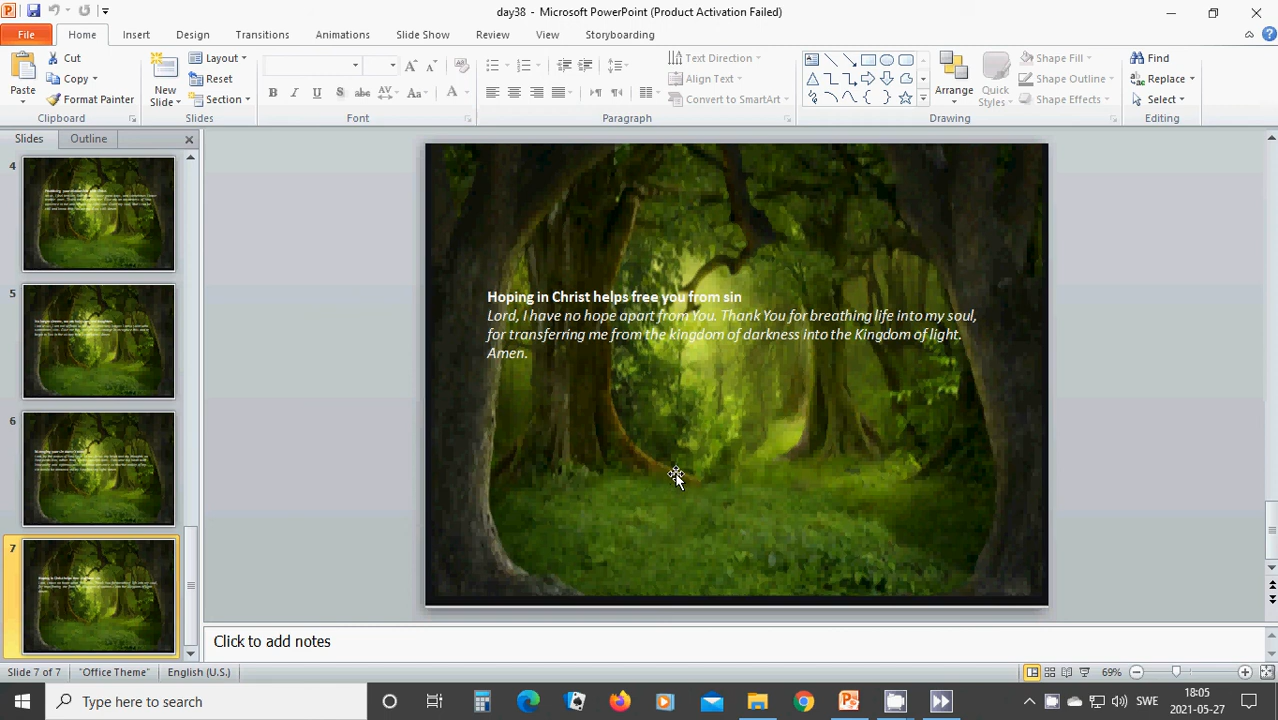 day38 - Microsoft PowerPoint (Product Activation Failed)
File Home Insert Design Transitions Animations Slide Show Review View Storyboarding
Cut Layout Text Direction Shape Fill Find
Copy Reset Align Text Shape Outline Replace
Paste Format Painter New Slide Section Convert to SmartArt Arrange Quick Styles Shape Effects Select
Clipboard Slides Font Paragraph Drawing Editing
Slides Outline
4
5
6
7
Hoping in Christ helps free you from sin
Lord, I have no hope apart from You. Thank You for breathing life into my soul,
for transferring me from the kingdom of darkness into the Kingdom of light.
Amen.
Click to add notes
Slide 7 of 7 "Office Theme" English (U.S.) 69%
Type here to search SWE 18:05
2021-05-27